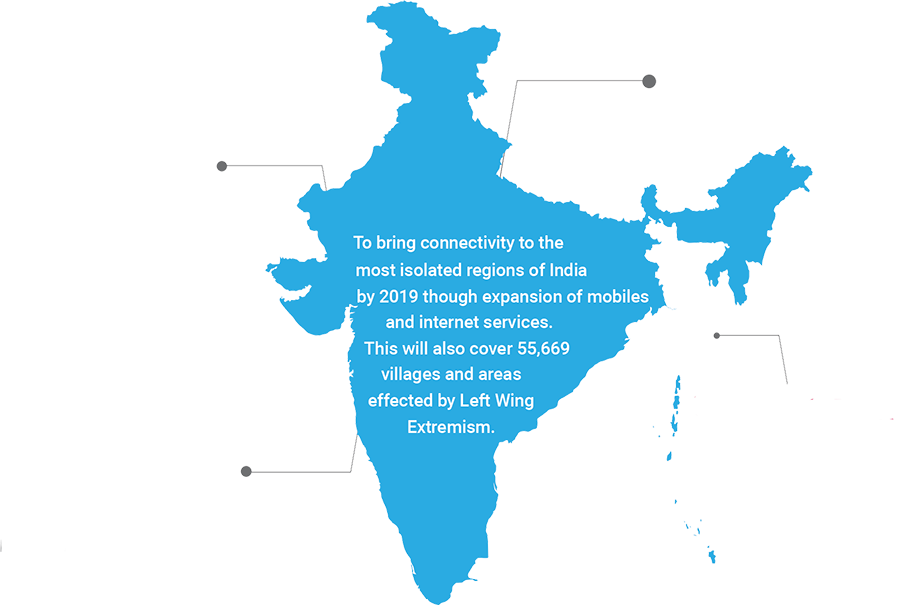 To bring connectivity to the
most isolated regions of India
by 2019 though expansion of mobiles
and internet services.
This will also cover 55,669
villages and areas
effected by Left Wing
Extremism.